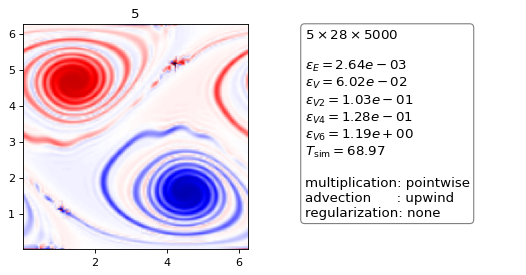 5
6
5
4
3
2
1
2
4
6
5 × 28 × 5000
ε_E = 2.64e − 03
ε_V = 6.02e − 02
ε_V2 = 1.03e − 01
ε_V4 = 1.28e − 01
ε_V6 = 1.19e + 00
T_sim = 68.97
multiplication: pointwise
advection : upwind
regularization: none